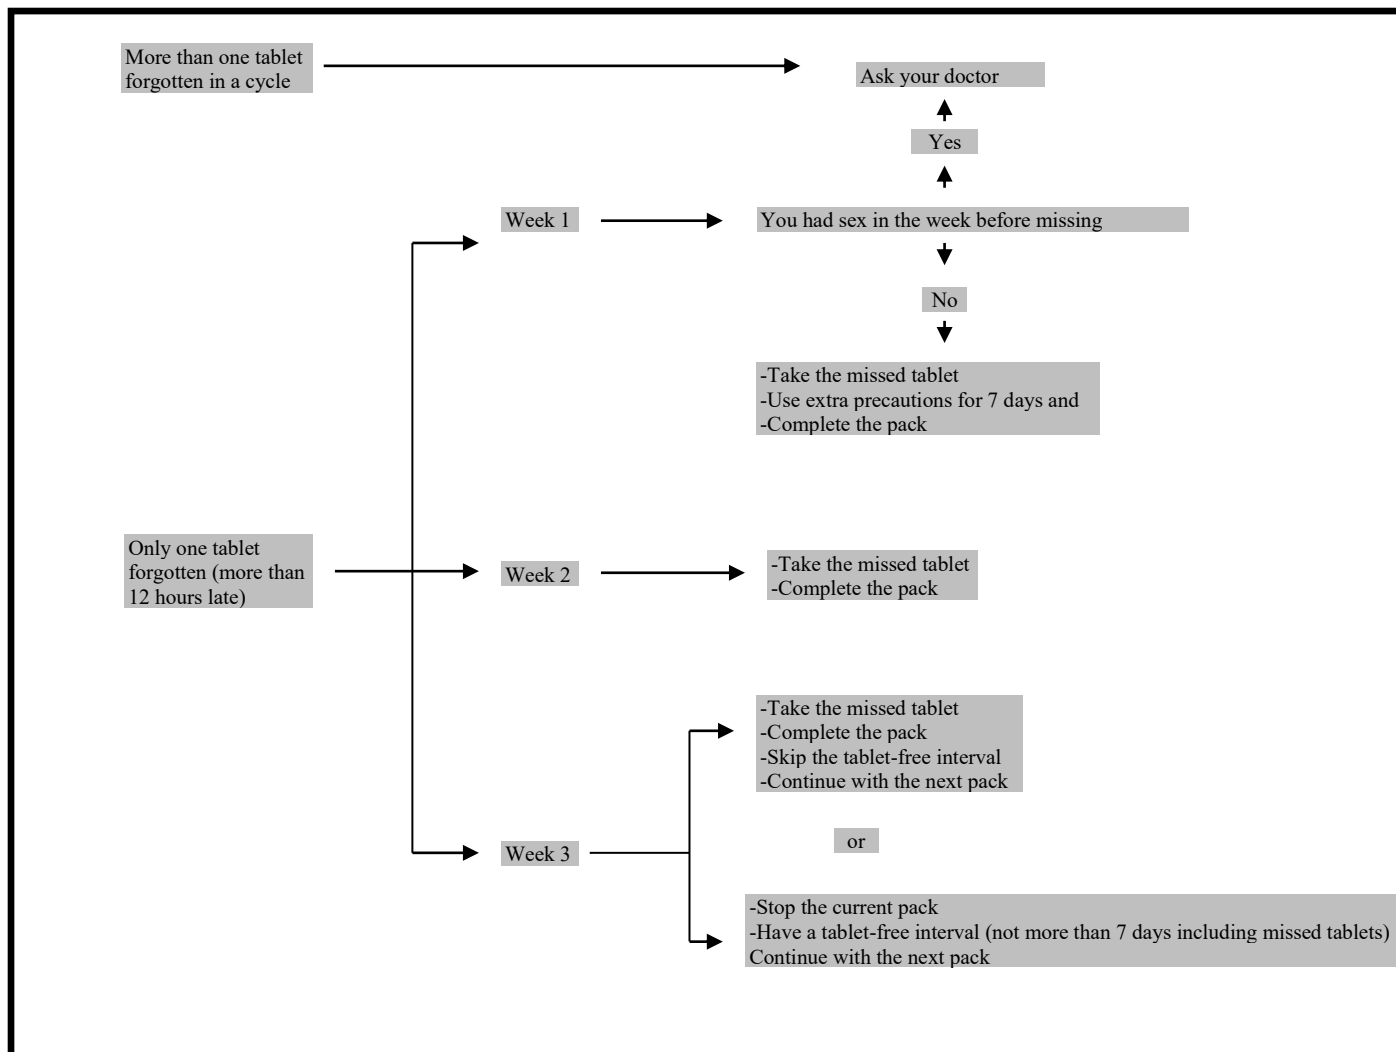 More than one tablet
forgotten in a cycle
Ask your doctor
Yes
Week 1
You had sex in the week before missing
No
-Take the missed tablet
-Use extra precautions for 7 days and
-Complete the pack
Only one tablet
forgotten (more than
12 hours late)
Week 2
-Take the missed tablet
-Complete the pack
-Take the missed tablet
-Complete the pack
-Skip the tablet-free interval
-Continue with the next pack
or
Week 3
-Stop the current pack
-Have a tablet-free interval (not more than 7 days including missed tablets)
Continue with the next pack